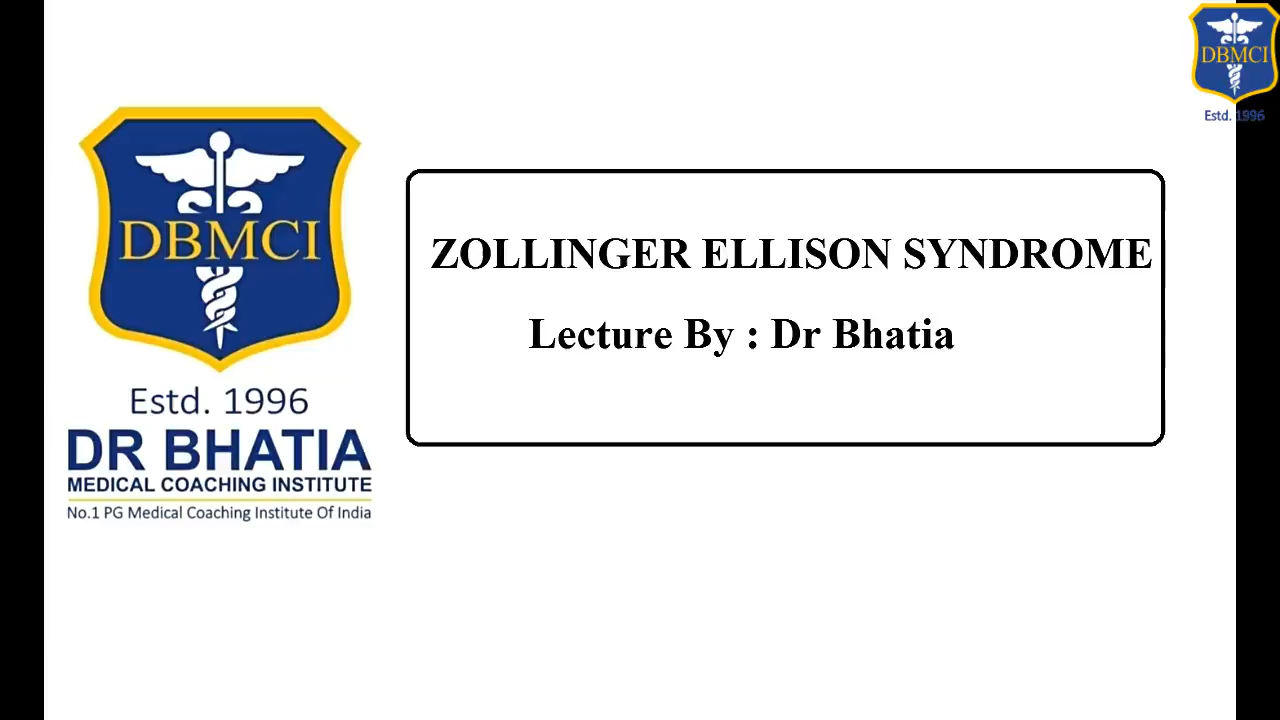 DBMCI
Estd. 1996
DBMCI
Estd. 1996
DR BHATIA
MEDICAL COACHING INSTITUTE
No.1 PG Medical Coaching Institute Of India
ZOLLINGER ELLISON SYNDROME
Lecture By : Dr Bhatia